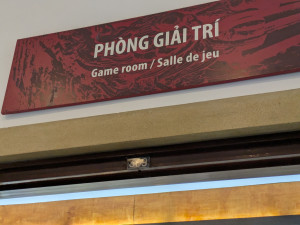 PHÒNG GIẢI TRÍ
Game room / Salle de jeu